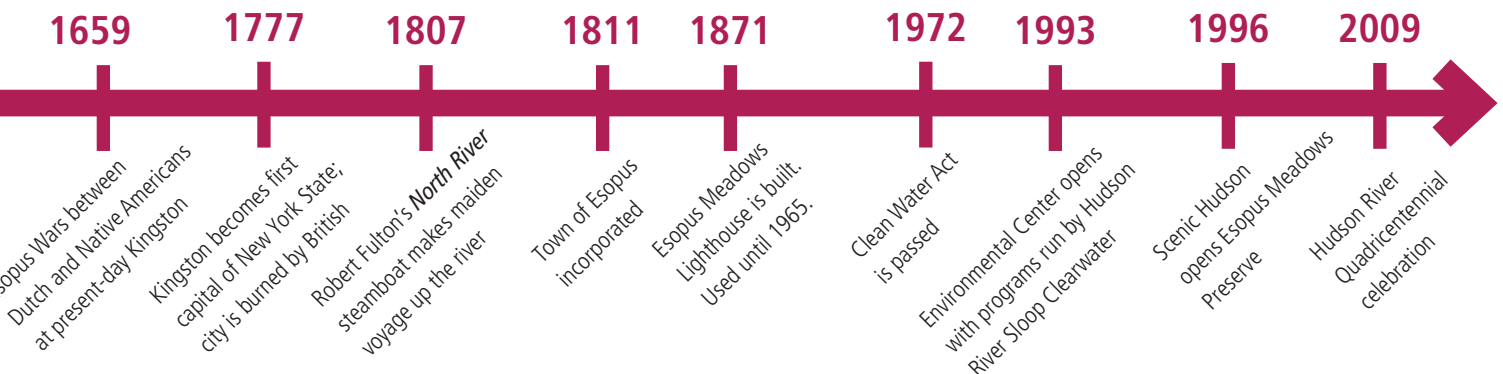 1659
sopus Wars between
Dutch and Native Americans
at present-day Kingston
1777
Kingston becomes first
capital of New York State;
city is burned by British
1807
Robert Fulton's North River
steamboat makes maiden
voyage up the river
1811
Town of Esopus
incorporated
1871
Esopus Meadows
Lighthouse is built.
Used until 1965.
1972
Clean Water Act
is passed
1993
Environmental Center opens
with programs run by Hudson
River Sloop Clearwater
1996
Scenic Hudson
opens Esopus Meadows
Preserve
2009
Hudson River
Quadricentennial
celebration